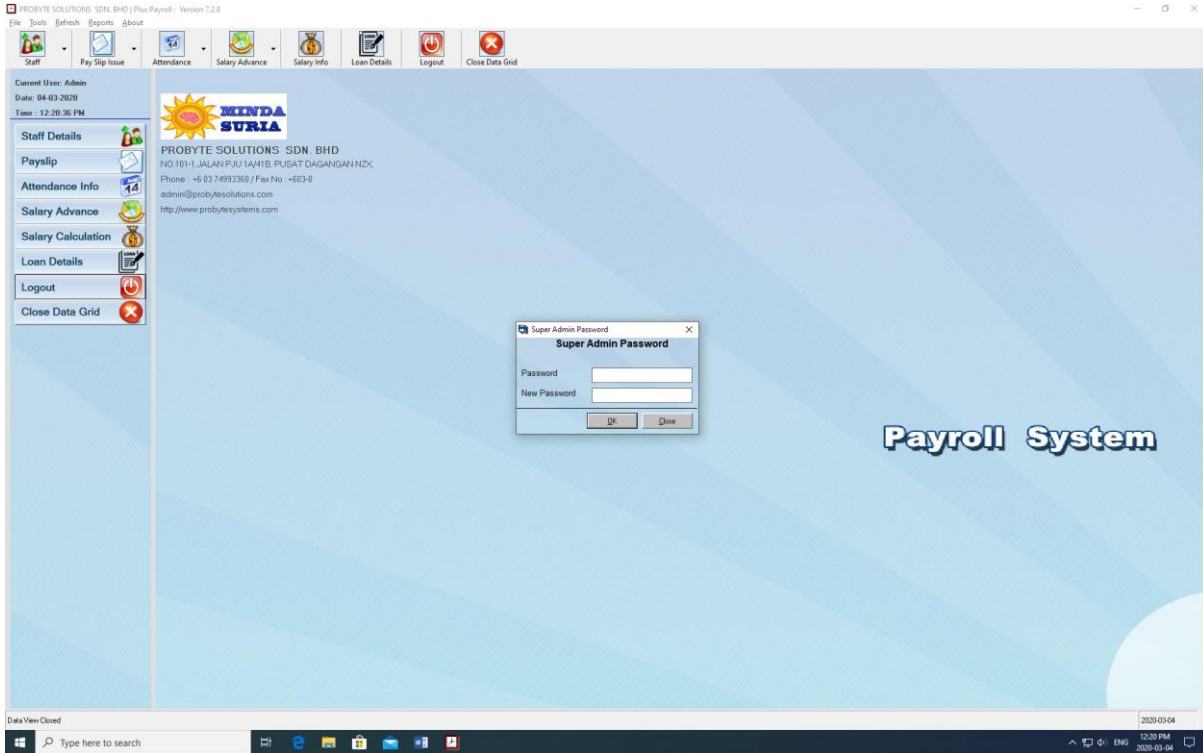 PROBYTE SOLUTIONS SDN. BHD | Plus Payroll : Version 7.2.8
File Tools Refresh Reports About
Staff Pay Slip Issue Attendance Salary Advance Salary Info Loan Details Logout Close Data Grid
Current User: Admin
Date: 04-03-2020
Time : 12:20:36 PM
Staff Details
Payslip
Attendance Info
Salary Advance
Salary Calculation
Loan Details
Logout
Close Data Grid
MINDA
SURIA
PROBYTE SOLUTIONS SDN. BHD
NO.101-1,JALAN PJU 1A/41B, PUSAT DAGANGAN NZX,
Phone : +6 03 74993360 / Fax No : +603-0
admin@probytesolutions.com
http://www.probytesystems.com
Super Admin Password
Super Admin Password
Password
New Password
OK Close
Payroll System
Data View Closed 2020-03-04
Type here to search
ENG
12:20 PM
2020-03-04